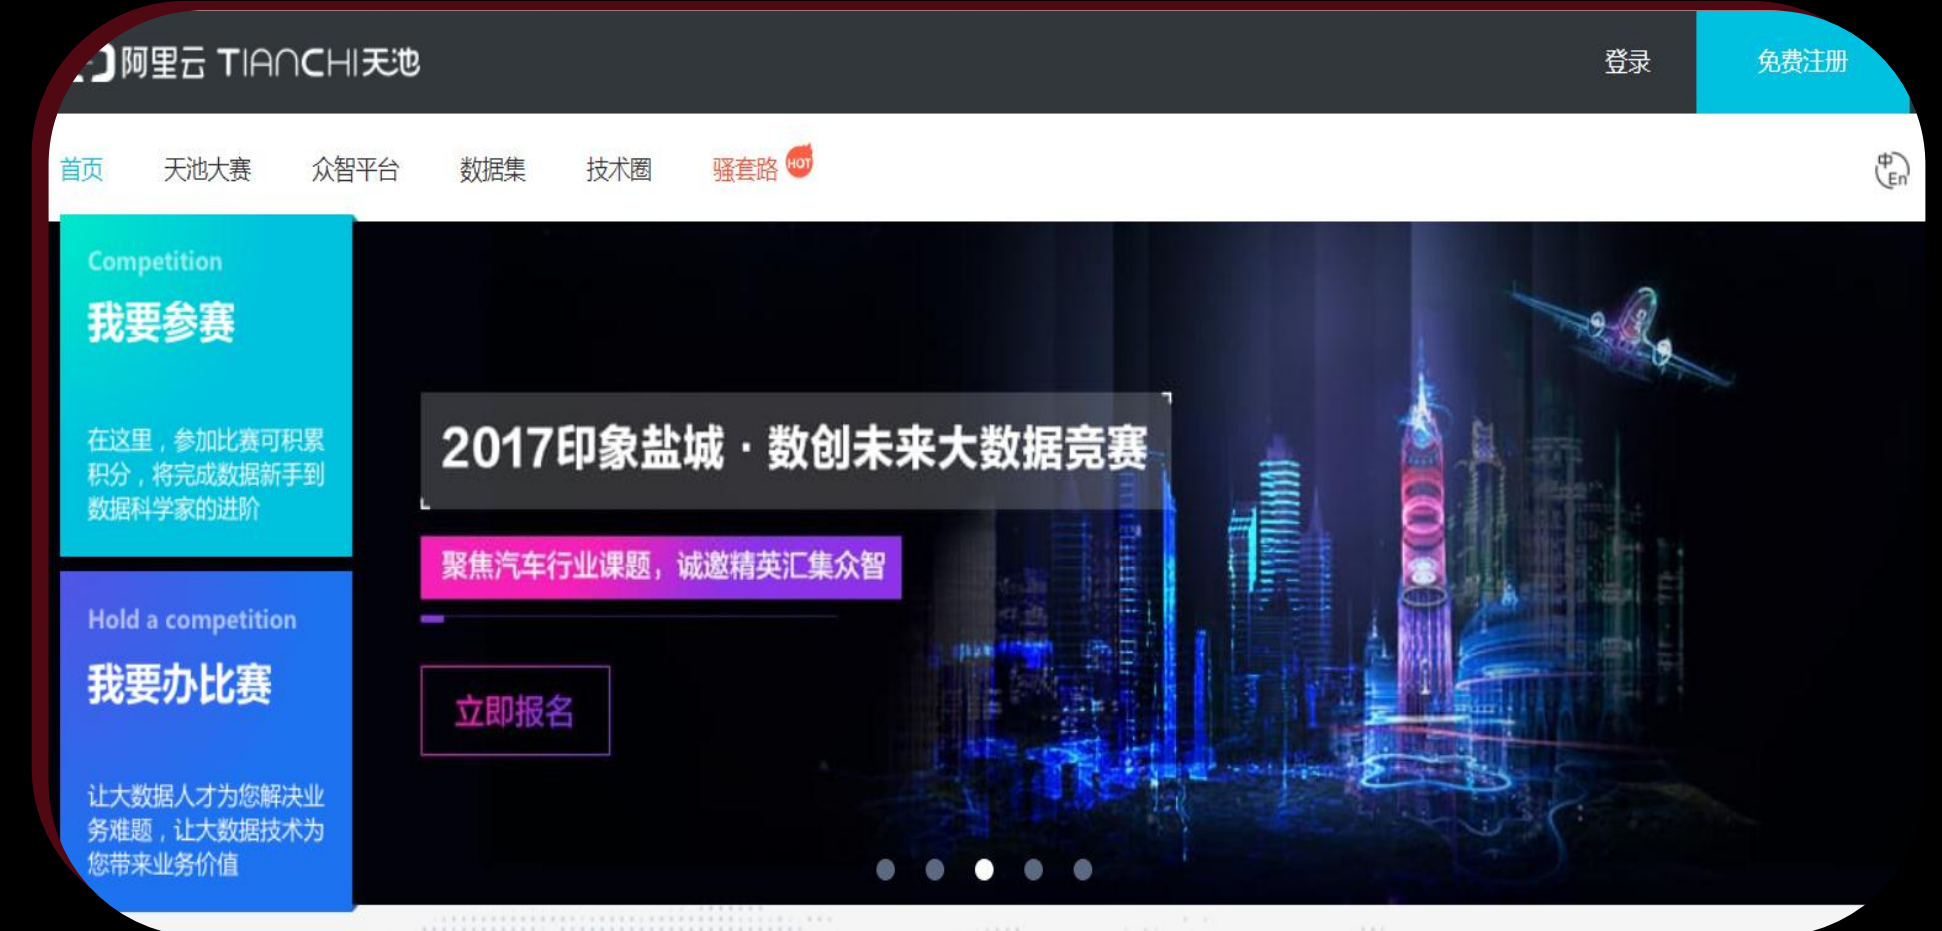 阿里云 TIANCHI天池
登录
免费注册
首页
天池大赛
众智平台
数据集
技术圈
骚套路
HOT
中
En
Competition
我要参赛
在这里，参加比赛可积累
积分，将完成数据新手到
数据科学家的进阶
2017印象盐城·数创未来大数据竞赛
聚焦汽车行业课题，诚邀精英汇集众智
立即报名
Hold a competition
我要办比赛
让大数据人才为您解决业
务难题，让大数据技术为
您带来业务价值